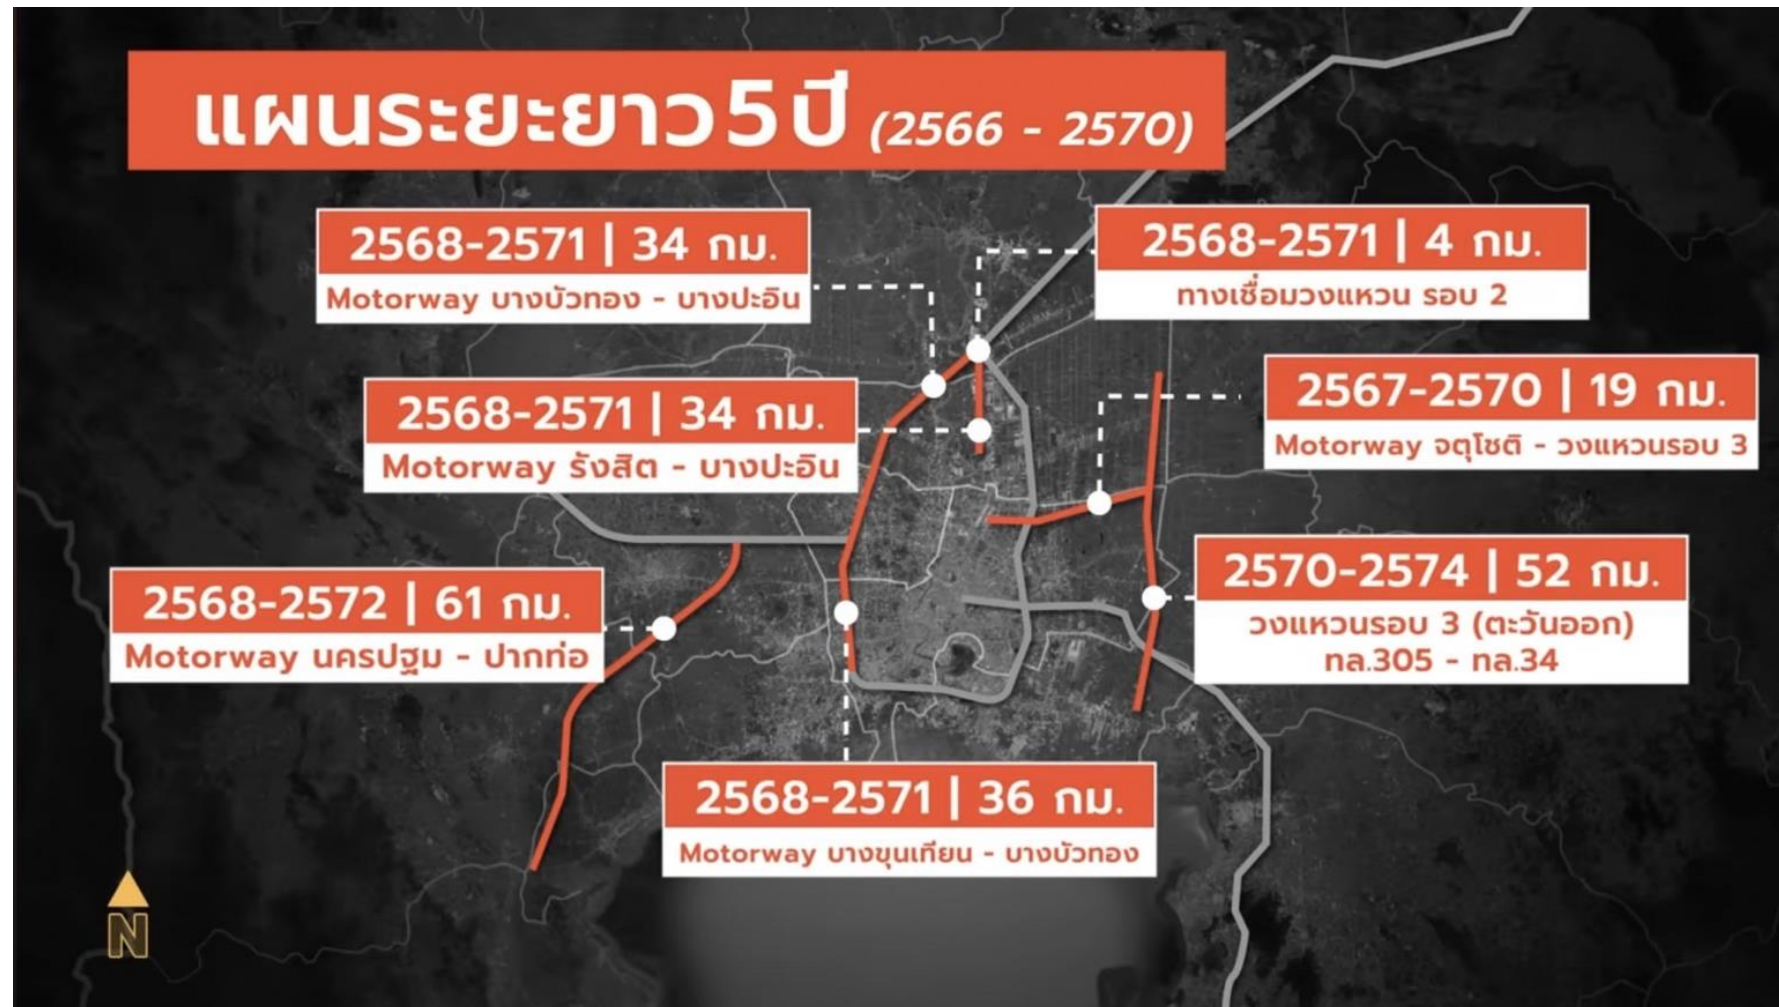 แผนระยะยาว 5 ปี (2566 - 2570)
2568-2571 | 34 กม.
Motorway บางบัวทอง - บางปะอิน
2568-2571 | 4 กม.
ทางเชื่อมวงแหวน รอบ 2
2568-2571 | 34 กม.
Motorway รังสิต - บางปะอิน
2567-2570 | 19 กม.
Motorway จตุโชติ - วงแหวนรอบ 3
2568-2572 | 61 กม.
Motorway นครปฐม - ปากท่อ
2570-2574 | 52 กม.
วงแหวนรอบ 3 (ตะวันออก)
ทล.305 - ทล.34
2568-2571 | 36 กม.
Motorway บางขุนเทียน - บางบัวทอง
N